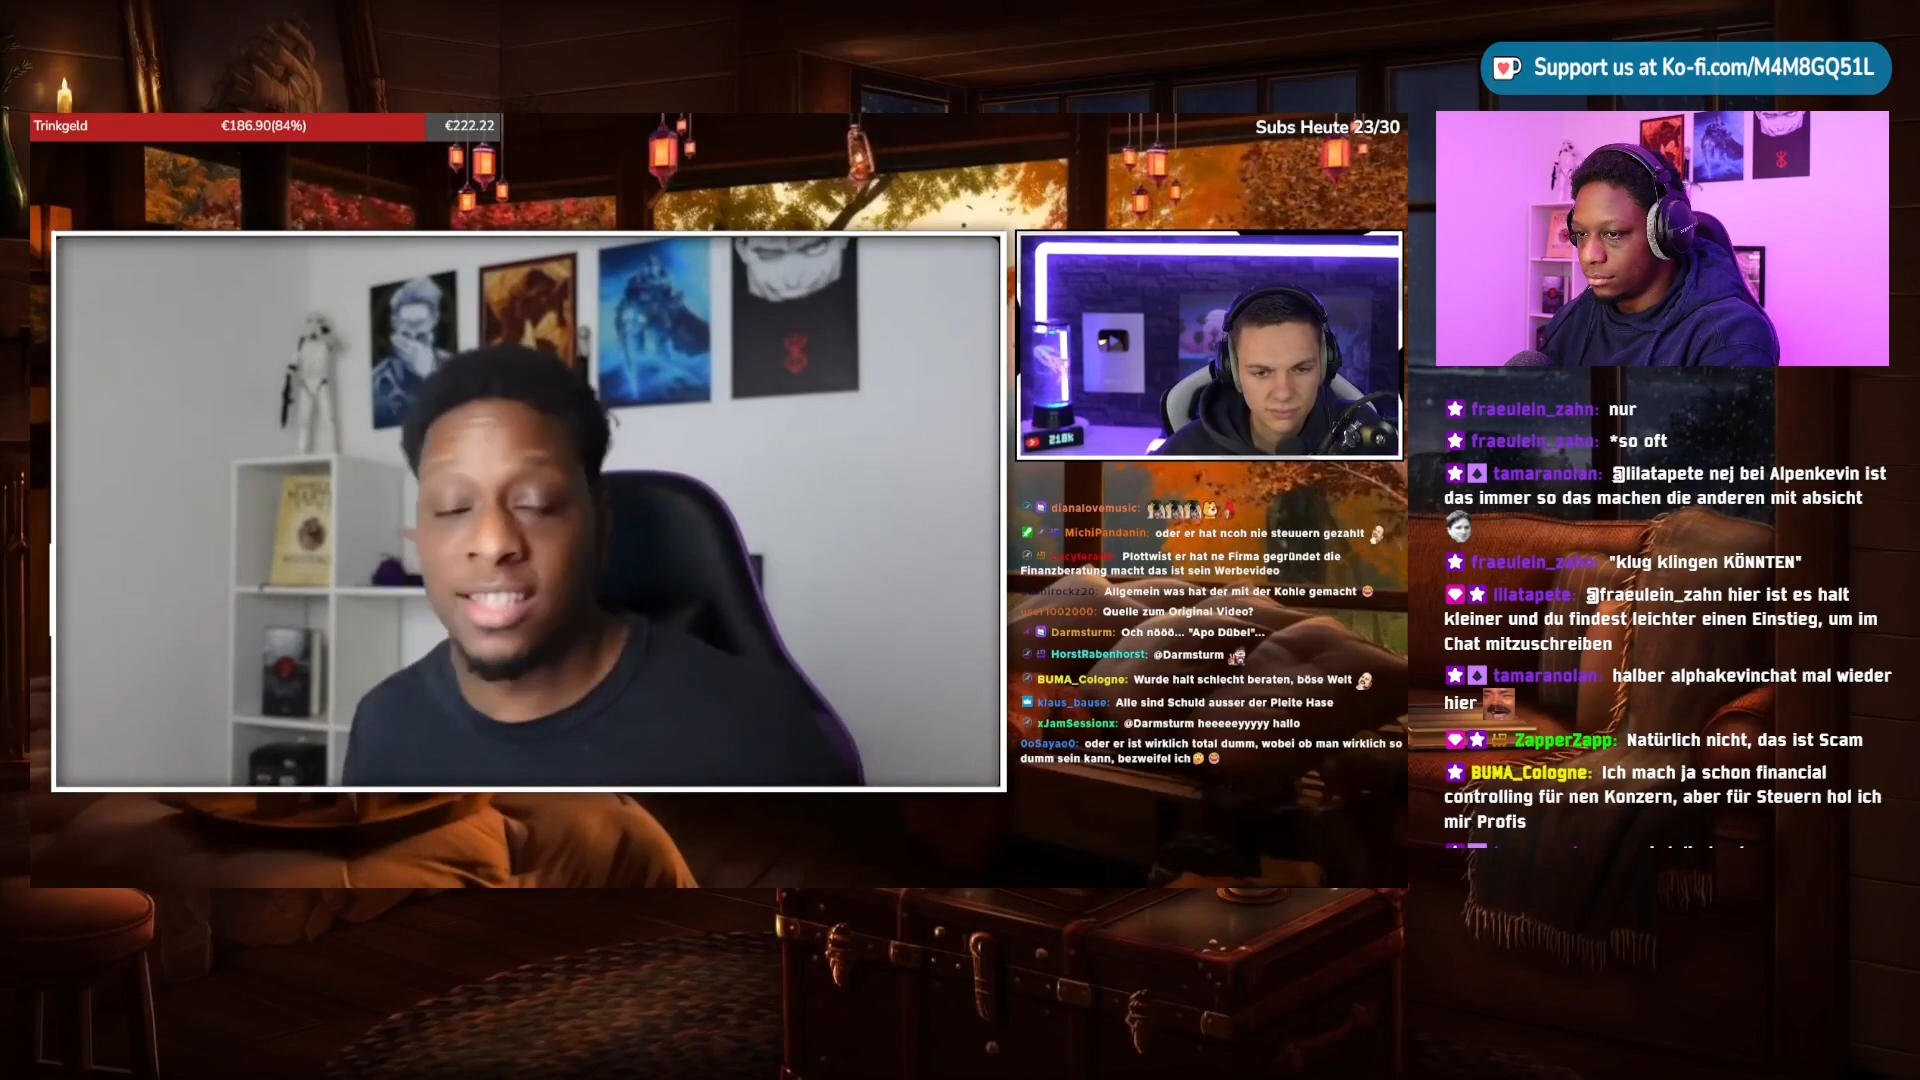 Support us at Ko-fi.com/M4M8GQ51L
Trinkgeld €186.90(84%) €222.22
Subs Heute 23/30
218k
dianalovemusic:
MichiPandanin: oder er hat ncoh nie steuuern gezahlt
Plottwist er hat ne Firma gegründet die
Finanzberatung macht das ist sein Werbevideo
Allgemein was hat der mit der Kohle gemacht
user1002000: Quelle zum Original Video?
Darmsturm: Och nööö... "Apo Dübel"...
HorstRabenhorst: @Darmsturm
BUMA_Cologne: Wurde halt schlecht beraten, böse Welt
klaus_bause: Alle sind Schuld ausser der Pleite Hase
xJamSessionx: @Darmsturm heeeeeyyyyy hallo
0oSayao0: oder er ist wirklich total dumm, wobei ob man wirklich so
dumm sein kann, bezweifel ich
fraeulein_zahn: nur
fraeulein_zahn: *so oft
tamaranolan: @lilatapete nej bei Alpenkevin ist
das immer so das machen die anderen mit absicht
fraeulein_zahn: "klug klingen KÖNNTEN"
lilatapete: @fraeulein_zahn hier ist es halt
kleiner und du findest leichter einen Einstieg, um im
Chat mitzuschreiben
tamaranolan: halber alphakevinchat mal wieder
hier
ZapperZapp: Natürlich nicht, das ist Scam
BUMA_Cologne: Ich mach ja schon financial
controlling für nen Konzern, aber für Steuern hol ich
mir Profis